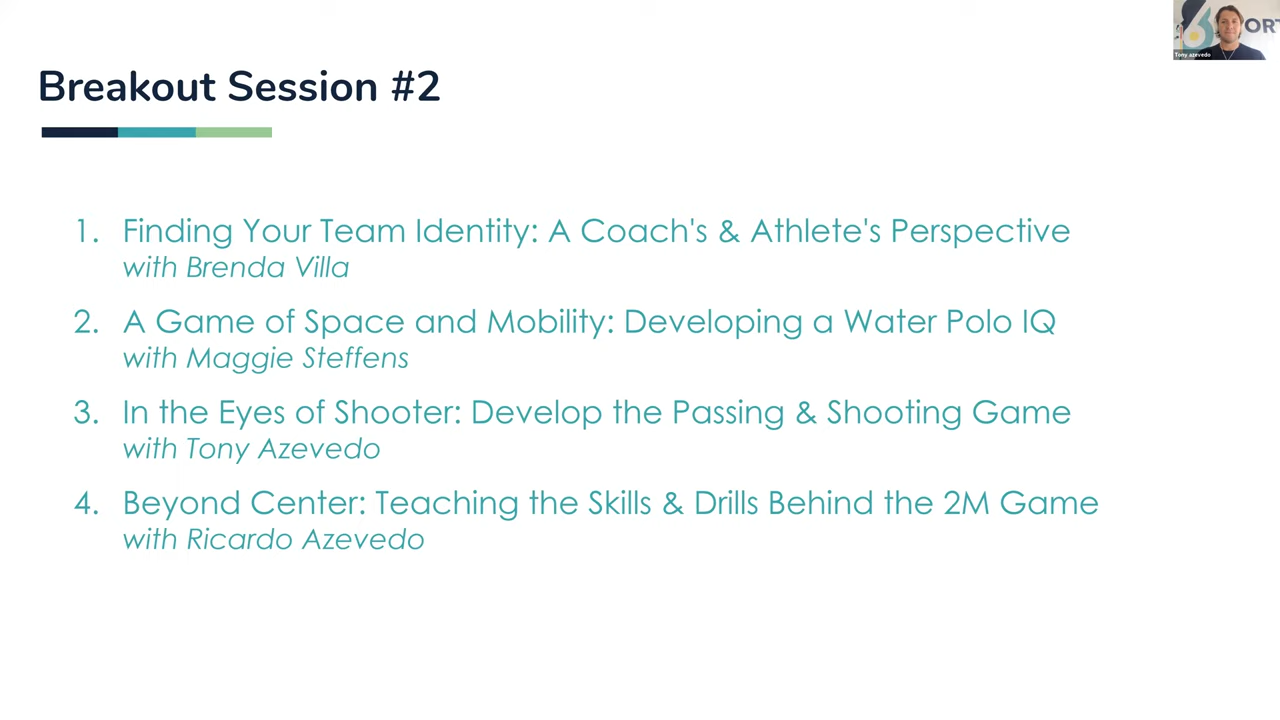 Breakout Session #2
Tony azevedo
1. Finding Your Team Identity: A Coach's & Athlete's Perspective
with Brenda Villa
2. A Game of Space and Mobility: Developing a Water Polo IQ
with Maggie Steffens
3. In the Eyes of Shooter: Develop the Passing & Shooting Game
with Tony Azevedo
4. Beyond Center: Teaching the Skills & Drills Behind the 2M Game
with Ricardo Azevedo